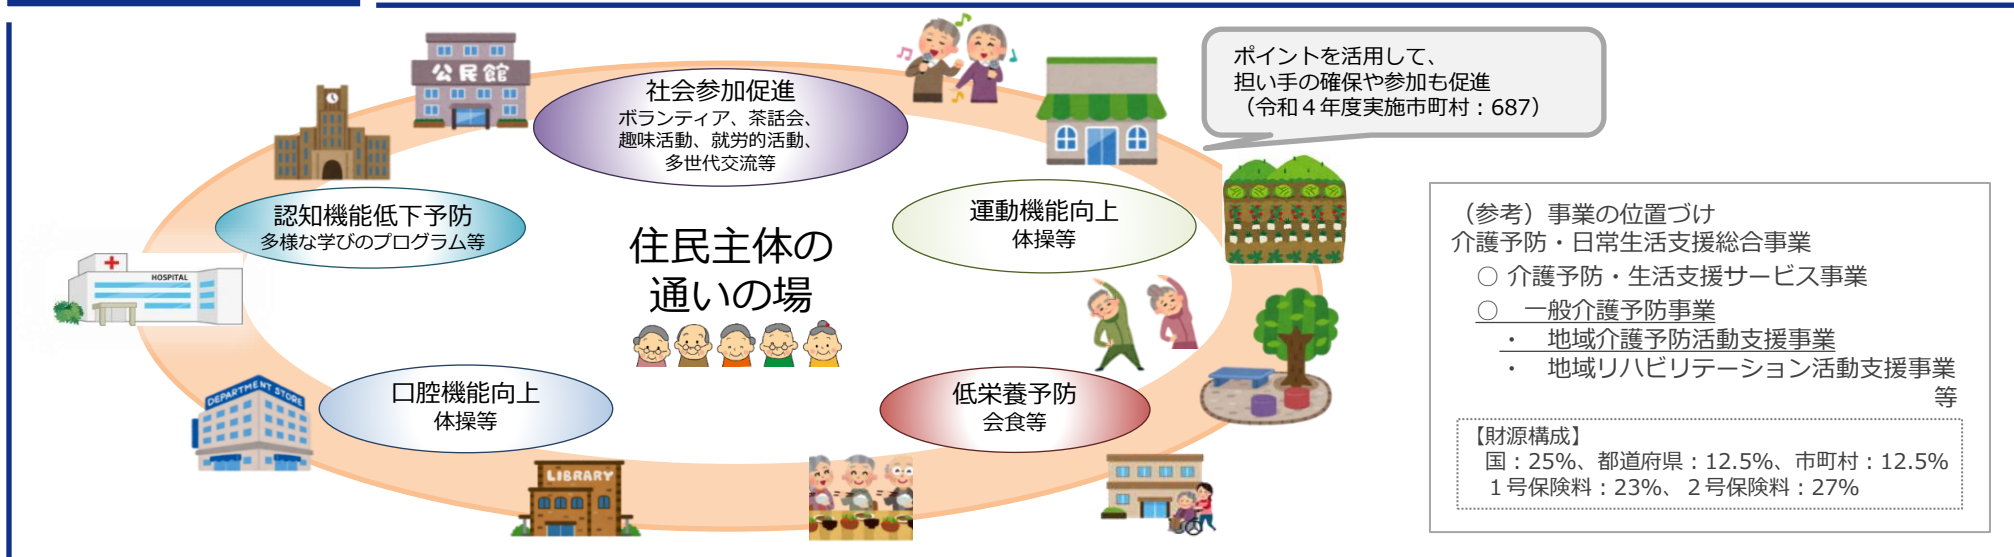 公民館
社会参加促進
ボランティア、茶話会、
趣味活動、就労的活動、
多世代交流等
ポイントを活用して、
担い手の確保や参加も促進
（令和４年度実施市町村：687）
認知機能低下予防
多様な学びのプログラム等
運動機能向上
体操等
住民主体の
通いの場
HOSPITAL
口腔機能向上
体操等
低栄養予防
会食等
DEPARTMENT STORE
LIBRARY
（参考）事業の位置づけ
介護予防・日常生活支援総合事業
○ 介護予防・生活支援サービス事業
○　一般介護予防事業
・　地域介護予防活動支援事業
・　地域リハビリテーション活動支援事業
等
【財源構成】
国：25%、都道府県：12.5%、市町村：12.5%
１号保険料：23%、２号保険料：27%